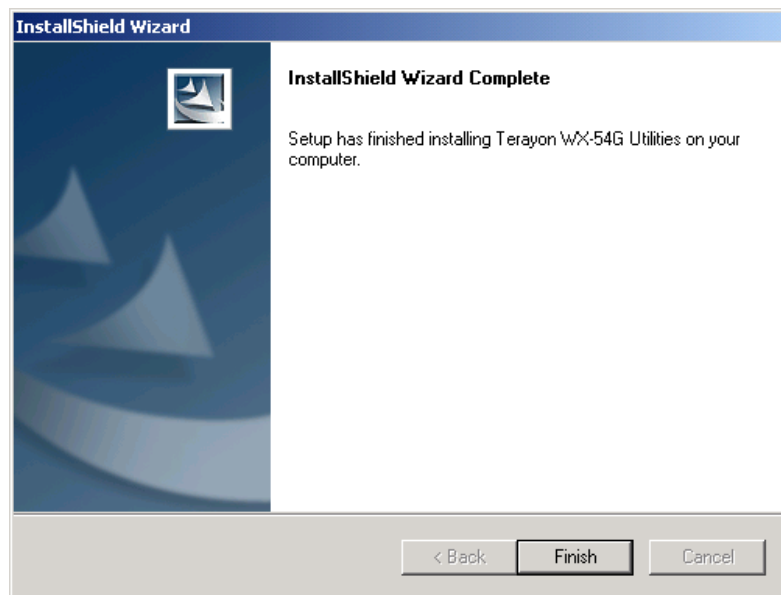 InstallShield Wizard
InstallShield Wizard Complete
Setup has finished installing Terayon WX-54G Utilities on your
computer.
< Back
Finish
Cancel